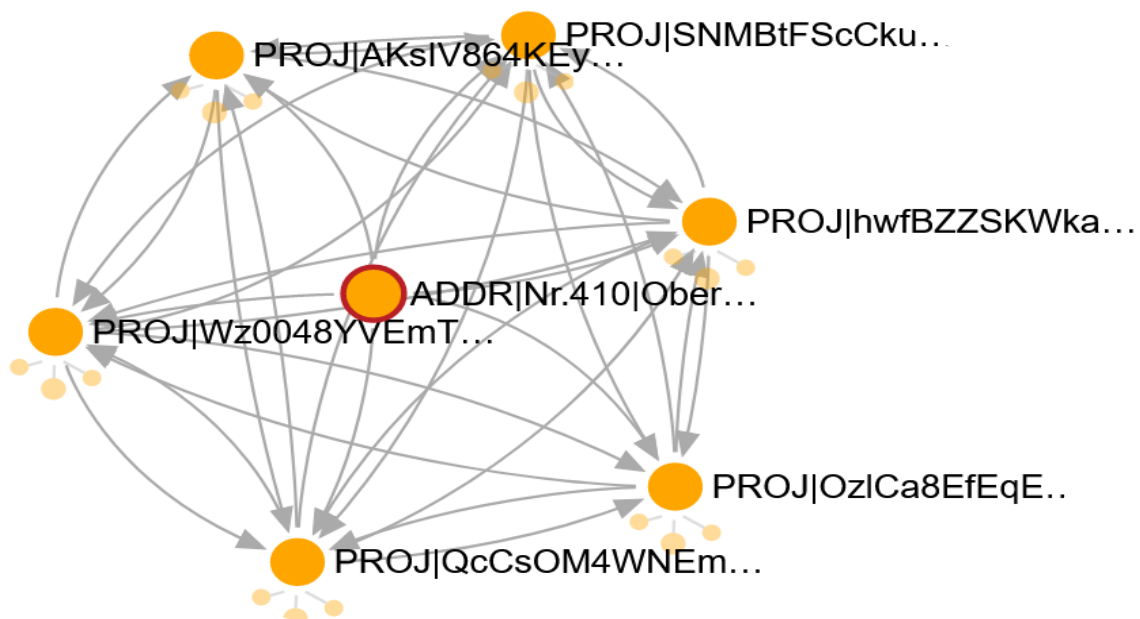 PROJ|AKsIV864KEy…
PROJ|SNMBtFScCku…
PROJ|hwfBZZSKWka…
ADDR|Nr.410|Ober…
PROJ|Wz0048YVEmT…
PROJ|OzlCa8EfEqE..
PROJ|QcCsOM4WNEm…